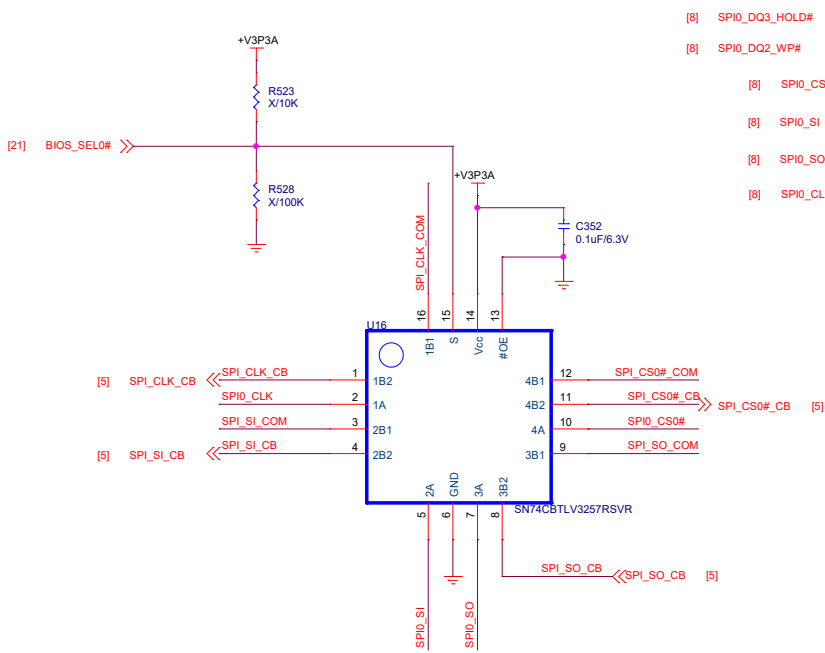 [8] SPI0_DQ3_HOLD#
[8] SPI0_DQ2_WP#
+V3P3A
[8] SPI0_CS
R523
X/10K
[8] SPI0_SI
[21] BIOS_SEL0#
[8] SPI0_SO
+V3P3A
R528
X/100K
[8] SPI0_CL
SPI_CLK_COM
C352
0.1uF/6.3V
16
15
14
13
U16
1B1
S
Vcc
#OE
[5] SPI_CLK_CB
SPI_CLK_CB
1
1B2
4B1
12
SPI_CS0#_COM
SPI0_CLK
2
1A
4B2
11
SPI_CS0#_CB
SPI_CS0#_CB [5]
SPI_SI_COM
3
2B1
4A
10
SPI0_CS0#
[5] SPI_SI_CB
SPI_SI_CB
4
2B2
3B1
9
SPI_SO_COM
2A
GND
3A
3B2
5
6
7
8
SN74CBTLV3257RSVR
SPI_SO_CB
SPI_SO_CB [5]
SPI0_SI
SPI0_SO